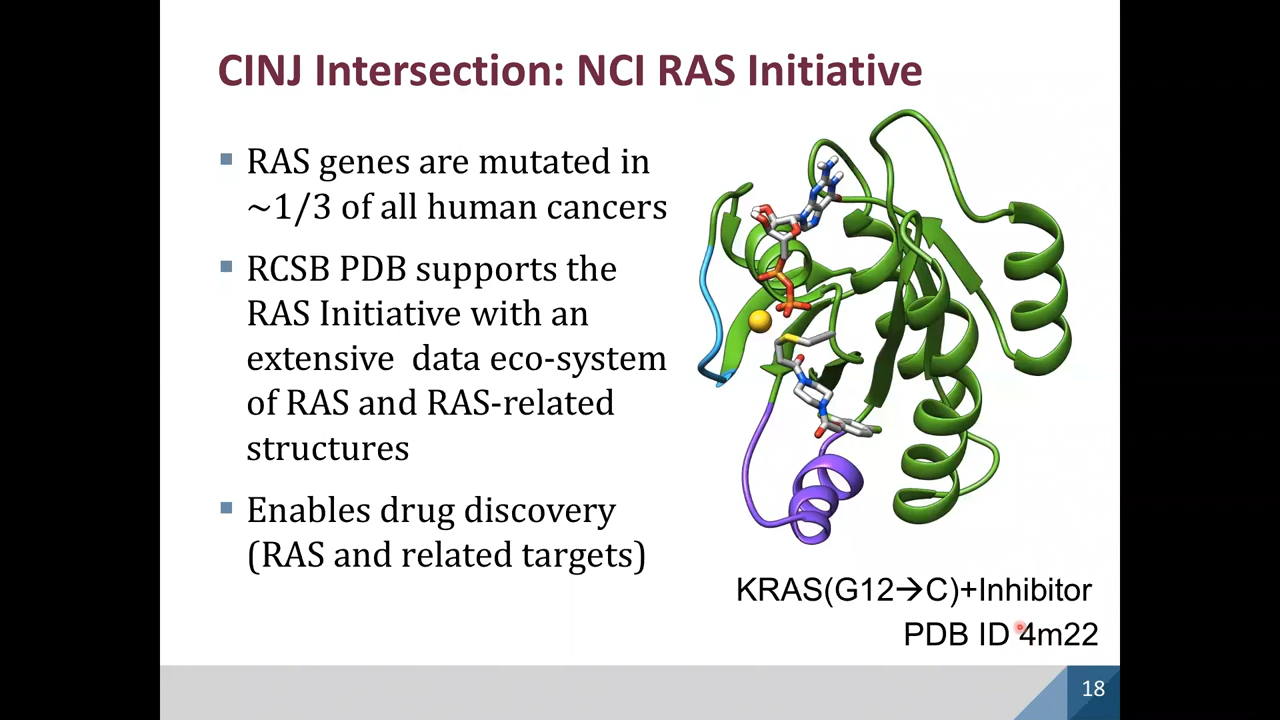 CINJ Intersection: NCI RAS Initiative
▪ RAS genes are mutated in
~1/3 of all human cancers
▪ RCSB PDB supports the
RAS Initiative with an
extensive data eco-system
of RAS and RAS-related
structures
▪ Enables drug discovery
(RAS and related targets)
KRAS(G12→C)+Inhibitor
PDB ID 4m22
18